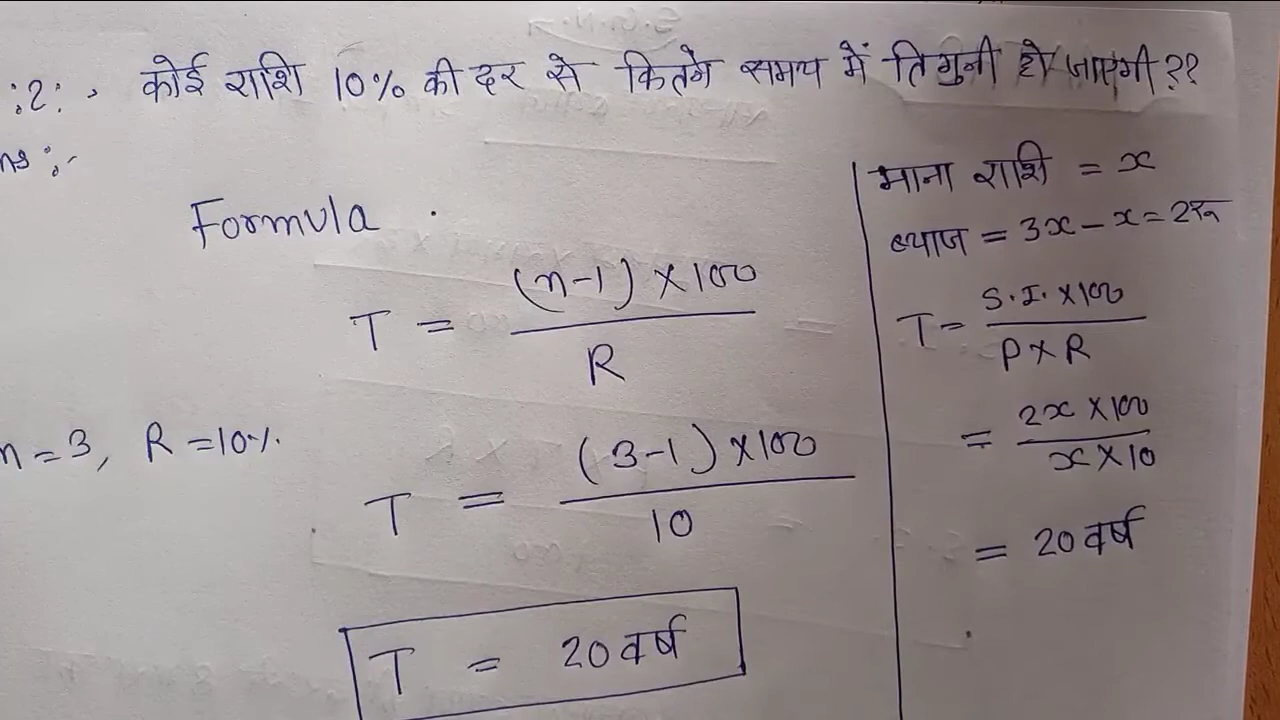 :2: कोई राशि 10% की दर से कितने समय में तिगुनी हो जाएगी ??
ns :-
Formula
T = (n-1) × 100 / R
n = 3, R = 10%
T = (3-1) × 100 / 10
T = 20 वर्ष
माना राशि = x
ब्याज = 3x - x = 2x
T = S.I. × 100 / P × R
= 2x × 100 / x × 10
= 20 वर्ष